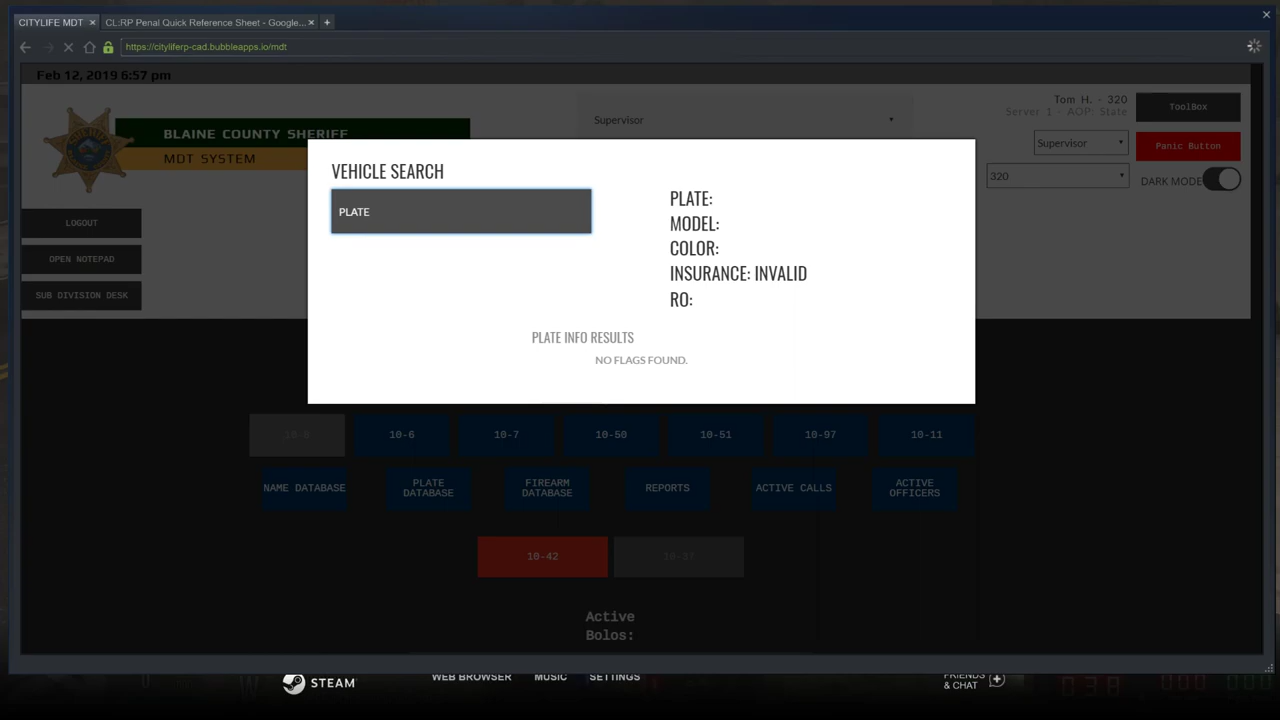 CITYLIFE MDT
CL:RP Penal Quick Reference Sheet - Google...
https://cityliferp-cad.bubbleapps.io/mdt
Feb 12, 2019 6:57 pm
BLAINE COUNTY SHERIFF
MDT SYSTEM
Supervisor
Tom H. - 320
Server 1 - AOP: State
ToolBox
Supervisor
Panic Button
320
DARK MODE
LOGOUT
OPEN NOTEPAD
SUB DIVISION DESK
VEHICLE SEARCH
PLATE
PLATE:
MODEL:
COLOR:
INSURANCE: INVALID
RO:
PLATE INFO RESULTS
NO FLAGS FOUND.
10-6
10-7
10-50
10-51
10-97
10-11
NAME DATABASE
PLATE
DATABASE
FIREARM
DATABASE
REPORTS
ACTIVE CALLS
ACTIVE
OFFICERS
10-42
Active
Bolos:
STEAM
WEB BROWSER
MUSIC
SETTINGS
FRIENDS
& CHAT